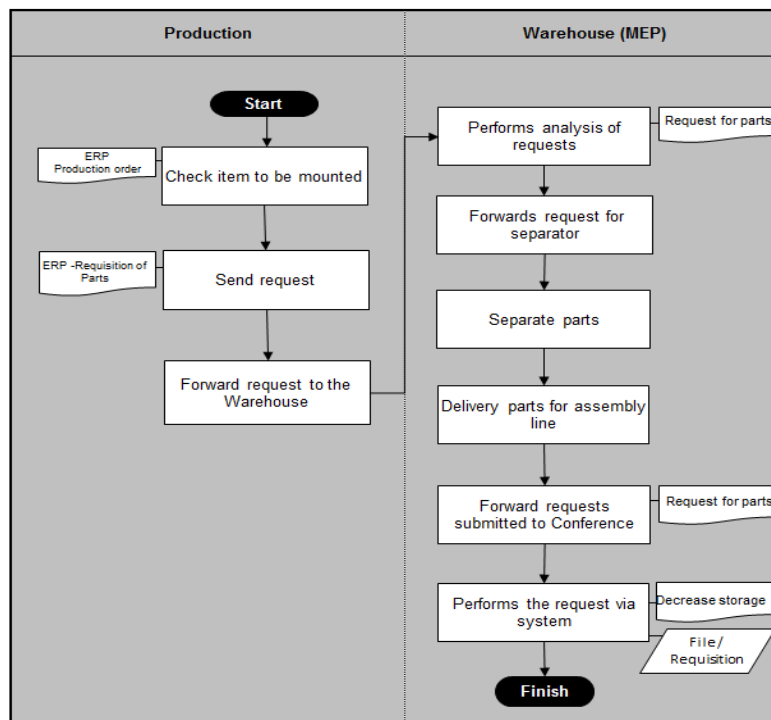 Production
Warehouse (MEP)
Start
ERP
Production order
Check item to be mounted
ERP -Requisition of
Parts
Send request
Forward request to the
Warehouse
Performs analysis of
requests
Request for parts
Forwards request for
separator
Separate parts
Delivery parts for assembly
line
Forward requests
submitted to Conference
Request for parts
Performs the request via
system
Decrease storage
File/
Requisition
Finish